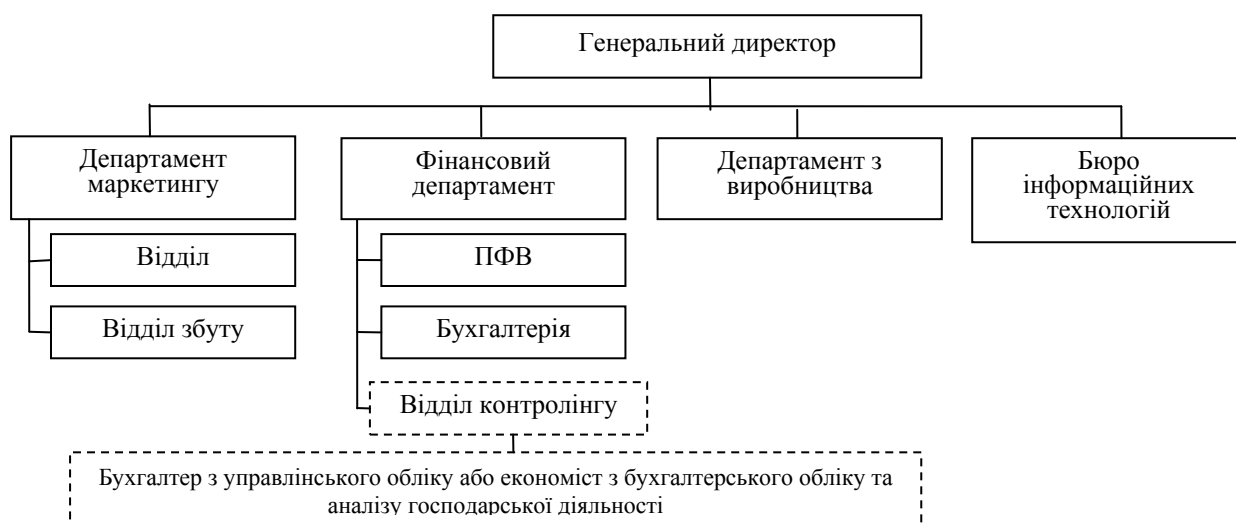 Генеральний директор
Департамент
маркетингу
Фінансовий
департамент
Департамент з
виробництва
Бюро
інформаційних
технологій
Відділ
ПФВ
Відділ збуту
Бухгалтерія
Відділ контролінгу
Бухгалтер з управлінського обліку або економіст з бухгалтерського обліку та
аналізу господарської діяльності